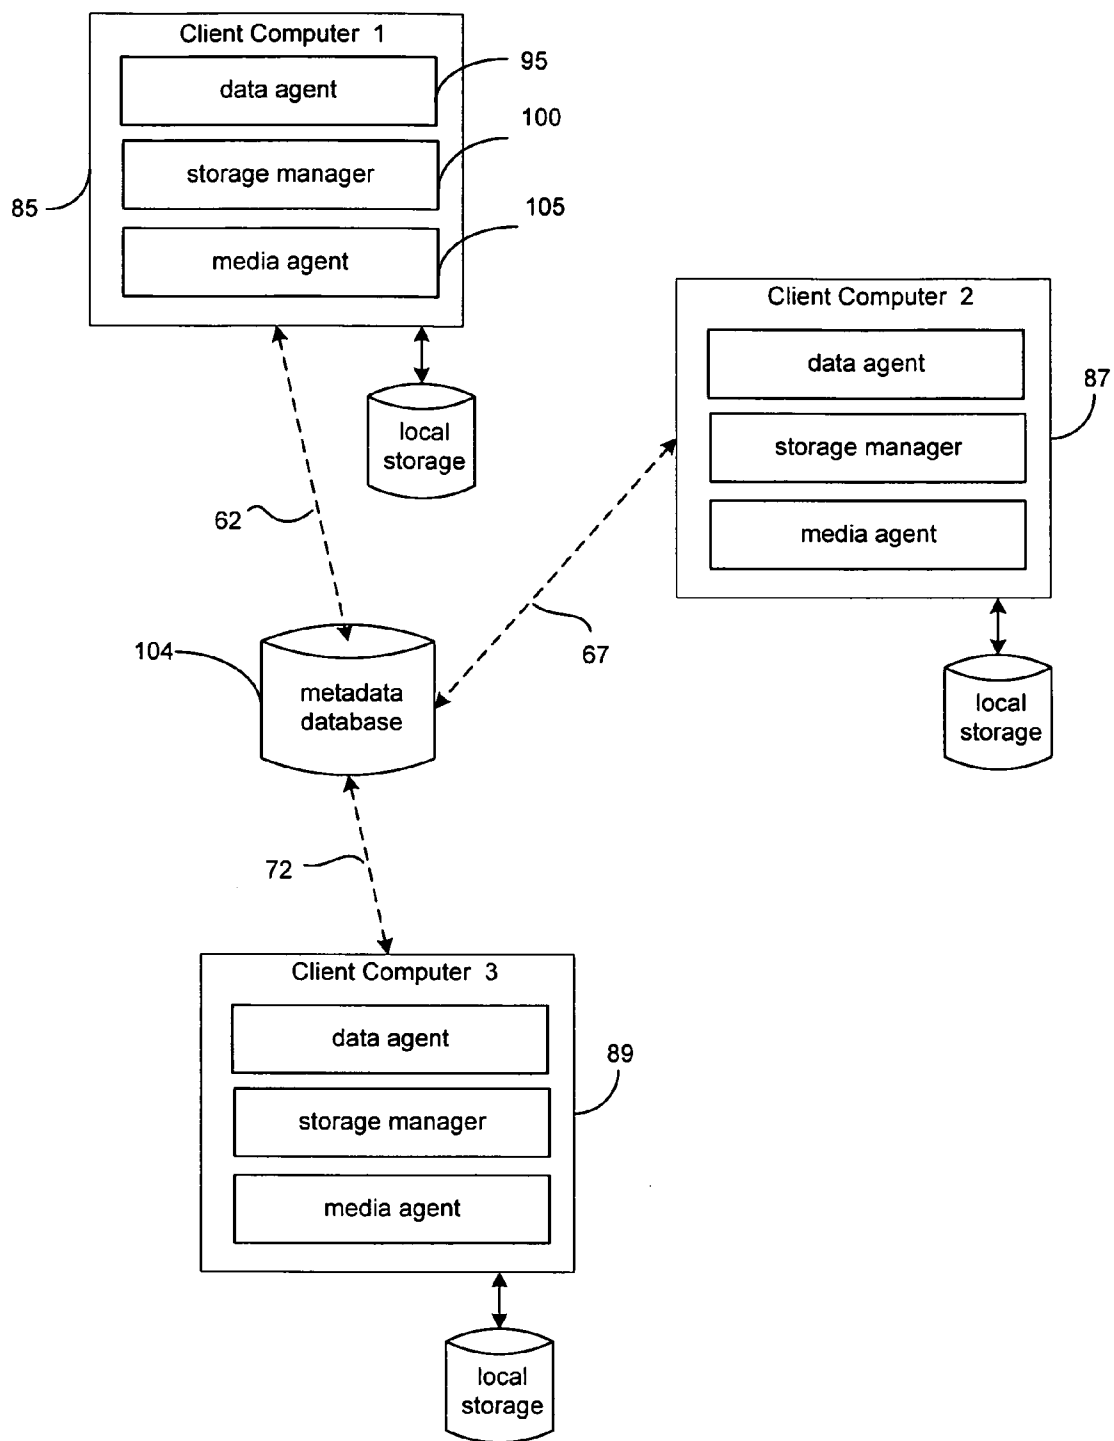 Client Computer 1
data agent
95
storage manager
100
media agent
105
85
local
storage
Client Computer 2
data agent
storage manager
media agent
87
62
67
104
metadata
database
local
storage
72
Client Computer 3
data agent
storage manager
media agent
89
local
storage